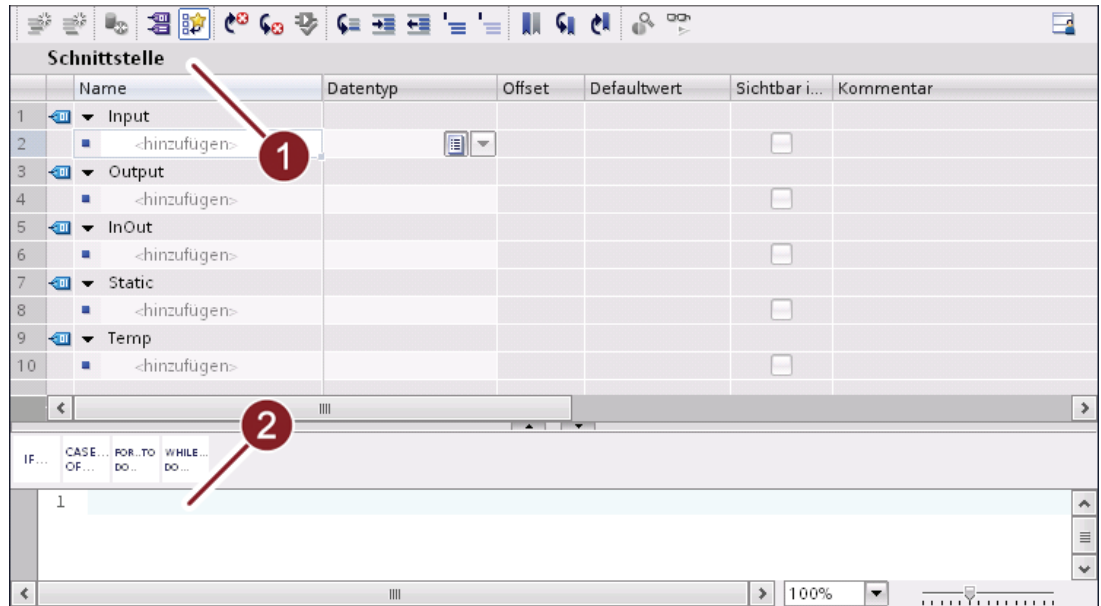 Schnittstelle
Name Datentyp Offset Defaultwert Sichtbar i... Kommentar
1 Input
2 <hinzufügen>
3 Output
4 <hinzufügen>
5 InOut
6 <hinzufügen>
7 Static
8 <hinzufügen>
9 Temp
10 <hinzufügen>
1
2
IF... CASE... FOR..TO WHILE...
OF... DO... DO...
1
100%